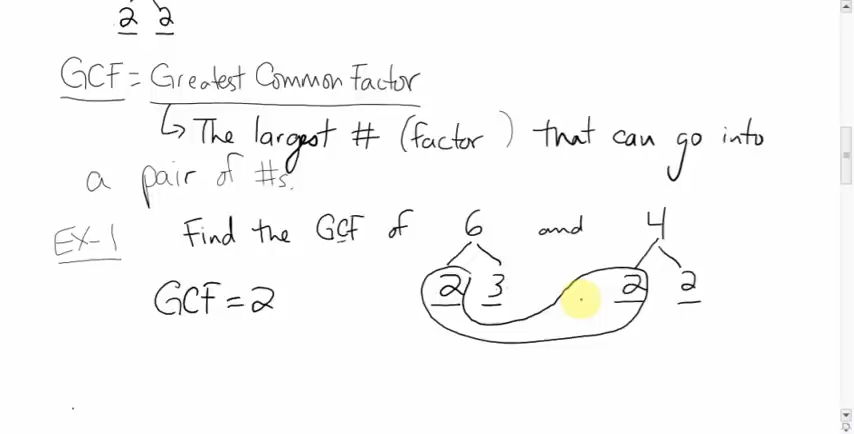 2 2
GCF = Greatest Common Factor
↳ The largest # (factor) that can go into
a pair of #s.
EX-1 Find the GCF of 6 and 4
GCF = 2 2 3 2 2